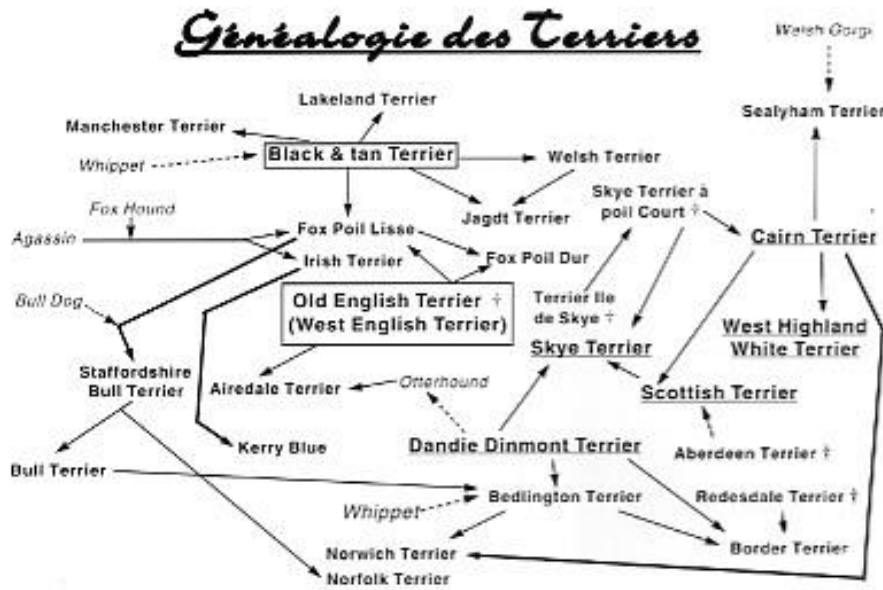 Généalogie des Terriers
Welsh Corgi
Lakeland Terrier
Sealyham Terrier
Manchester Terrier
Black & tan Terrier
Welsh Terrier
Whippet
Skye Terrier à
poil Court †
Fox Hound
Jagdt Terrier
Agassin
Fox Poil Lisse
Cairn Terrier
Irish Terrier
Fox Poil Dur
Bull Dog
Old English Terrier †
(West English Terrier)
Terrier Ile
de Skye †
West Highland
White Terrier
Skye Terrier
Staffordshire
Bull Terrier
Airedale Terrier
Otterhound
Scottish Terrier
Kerry Blue
Dandie Dinmont Terrier
Aberdeen Terrier †
Bull Terrier
Bedlington Terrier
Redesdale Terrier †
Whippet
Norwich Terrier
Border Terrier
Norfolk Terrier